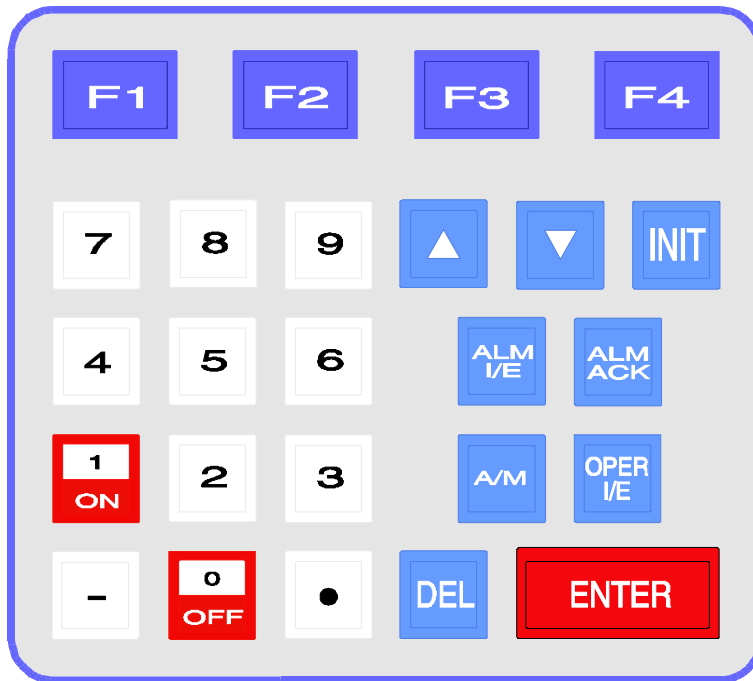 F1 F2 F3 F4
7 8 9 ▲ ▼ INIT
4 5 6 ALM I/E ALM ACK
1 ON 2 3 A/M OPER I/E
- 0 OFF . DEL ENTER